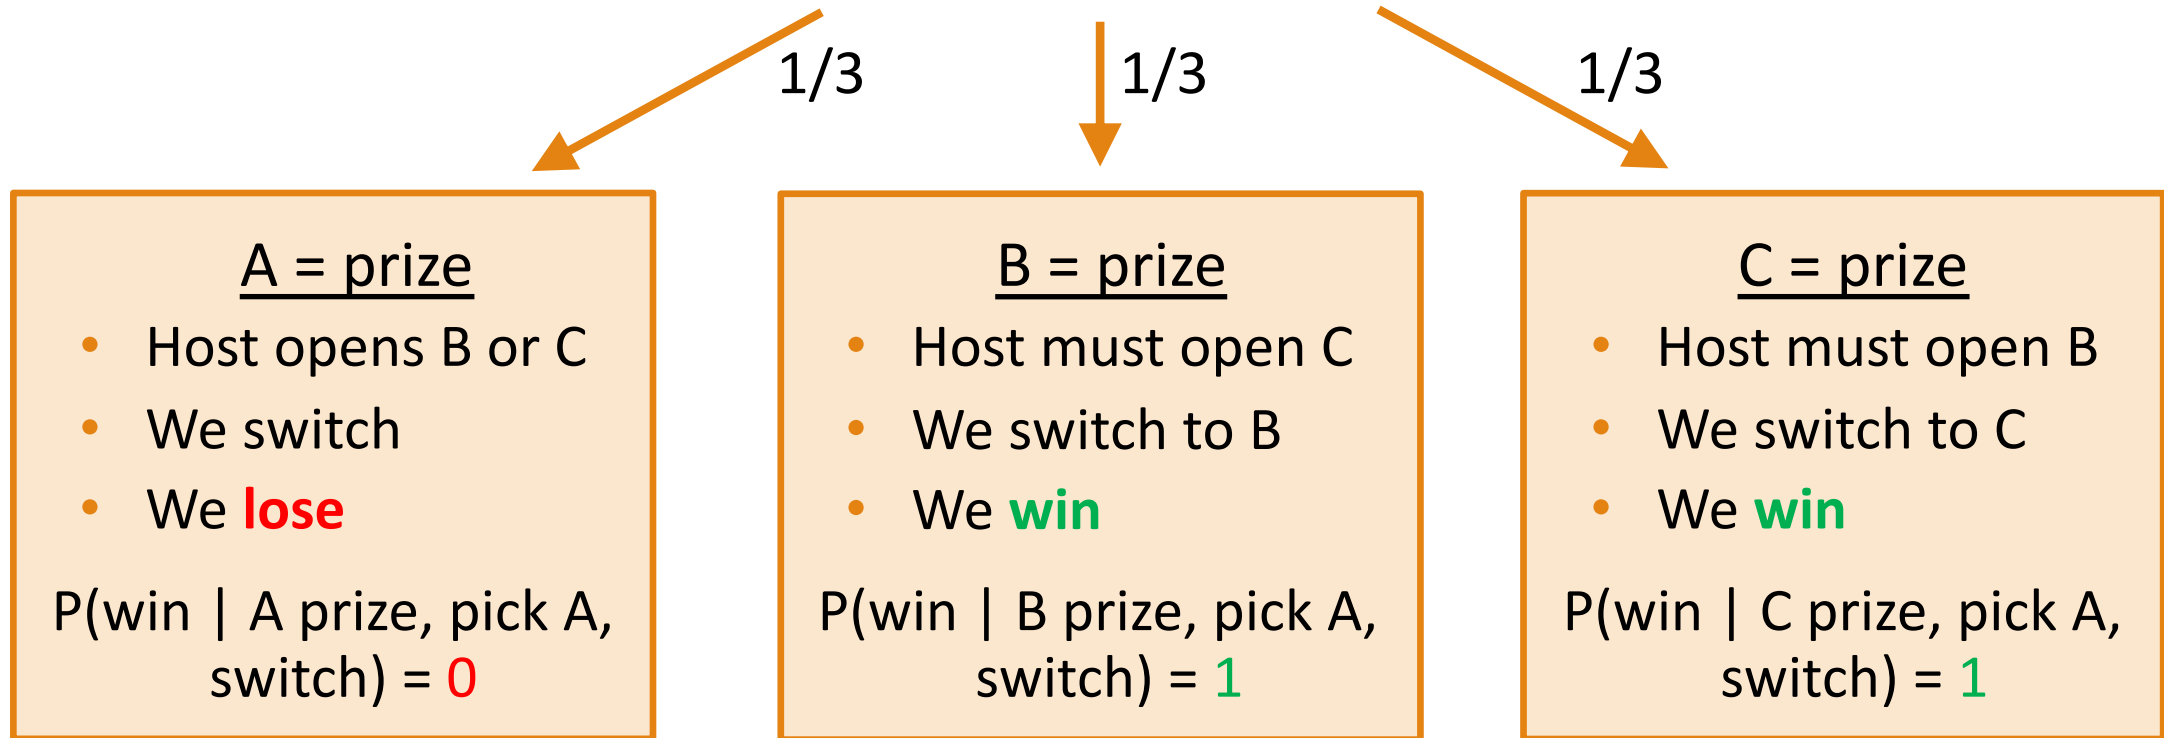 1/3
1/3
1/3
A = prize
• Host opens B or C
• We switch
• We lose
P(win | A prize, pick A,
switch) = 0
B = prize
• Host must open C
• We switch to B
• We win
P(win | B prize, pick A,
switch) = 1
C = prize
• Host must open B
• We switch to C
• We win
P(win | C prize, pick A,
switch) = 1